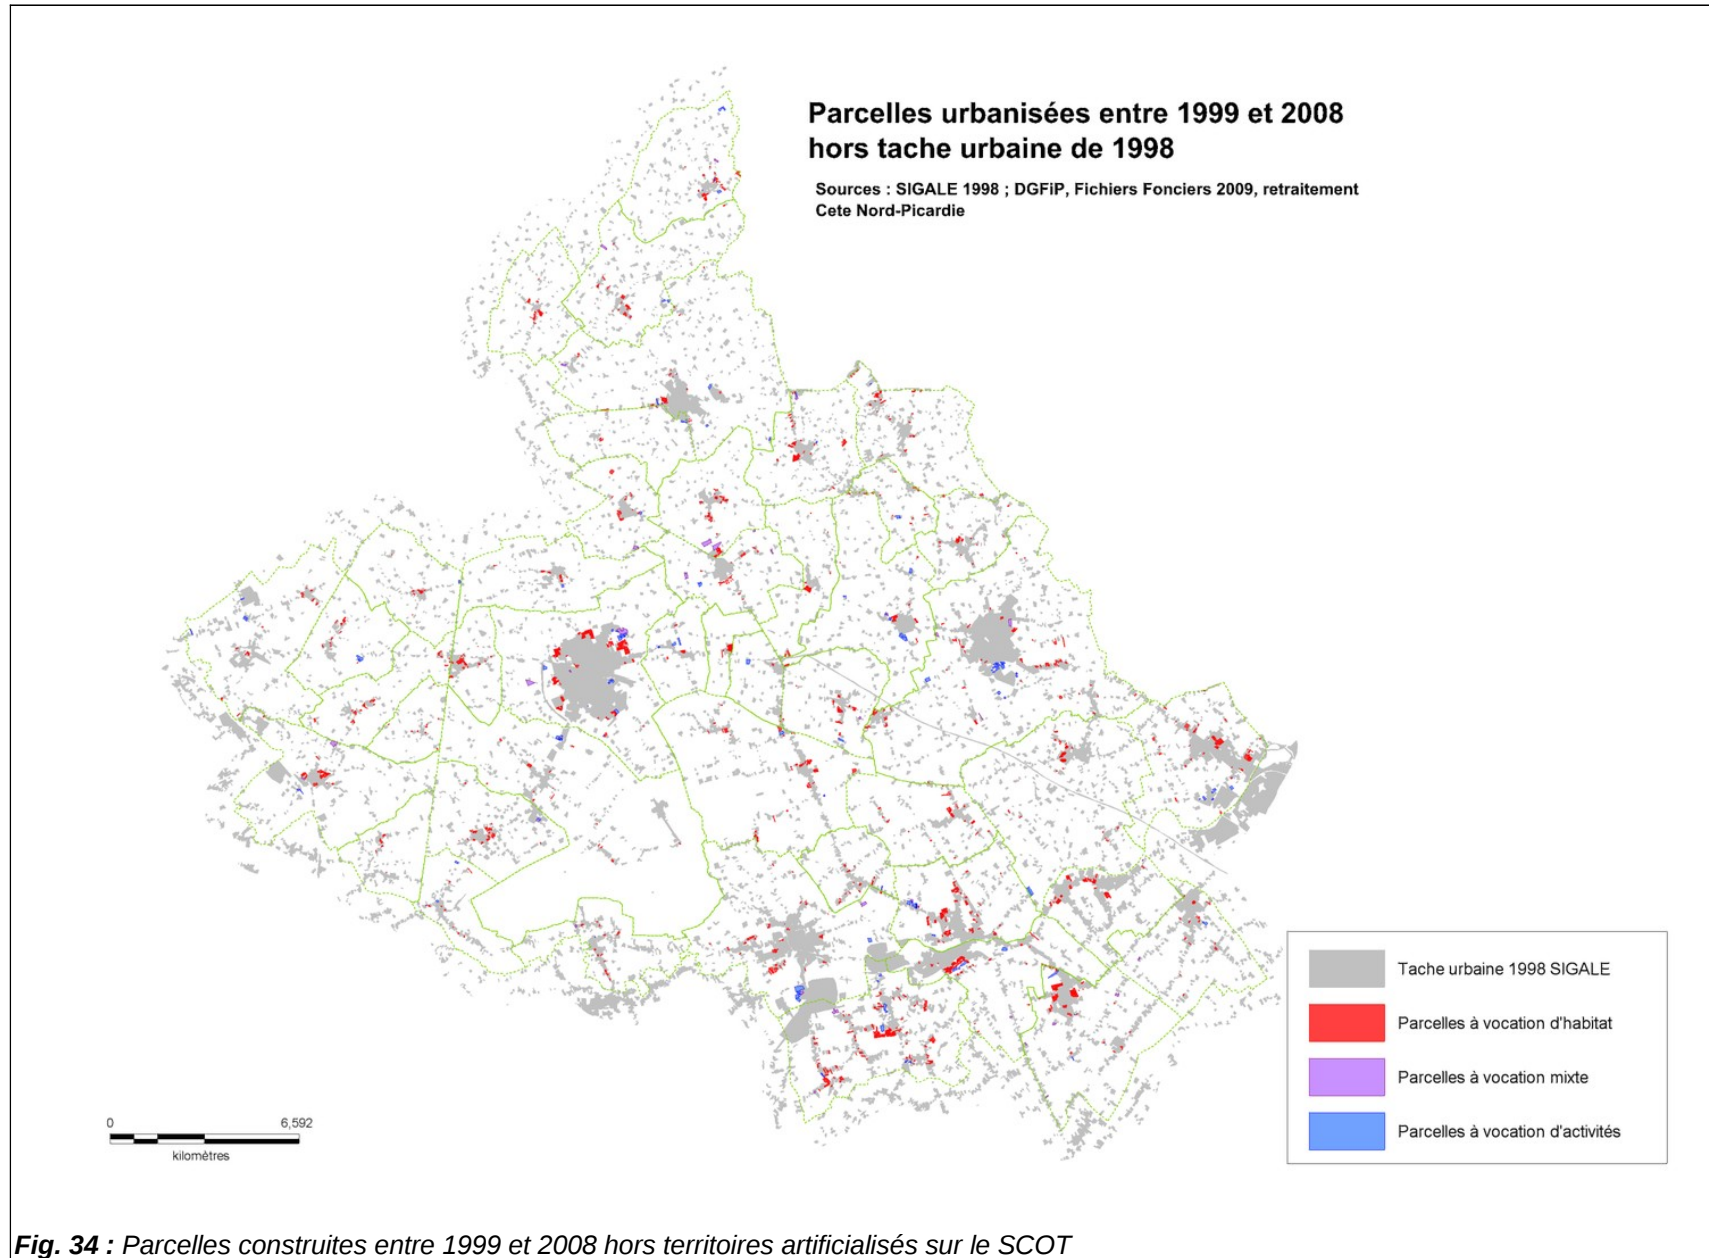 Parcelles urbanisées entre 1999 et 2008
hors tache urbaine de 1998
Sources : SIGALE 1998 ; DGFiP, Fichiers Fonciers 2009, retraitement
Cete Nord-Picardie
Tache urbaine 1998 SIGALE
Parcelles à vocation d'habitat
Parcelles à vocation mixte
Parcelles à vocation d'activités
0 6,592
kilomètres
Fig. 34 : Parcelles construites entre 1999 et 2008 hors territoires artificialisés sur le SCOT